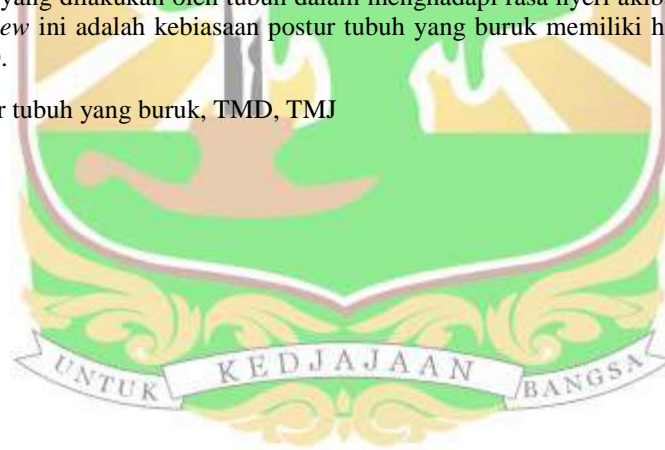 yang dilakukan oleh tubuh dalam menghadapi rasa nyeri akib
ew ini adalah kebiasaan postur tubuh yang buruk memiliki h
r tubuh yang buruk, TMD, TMJ
UNTUK KEDJAJAAN BANGSA